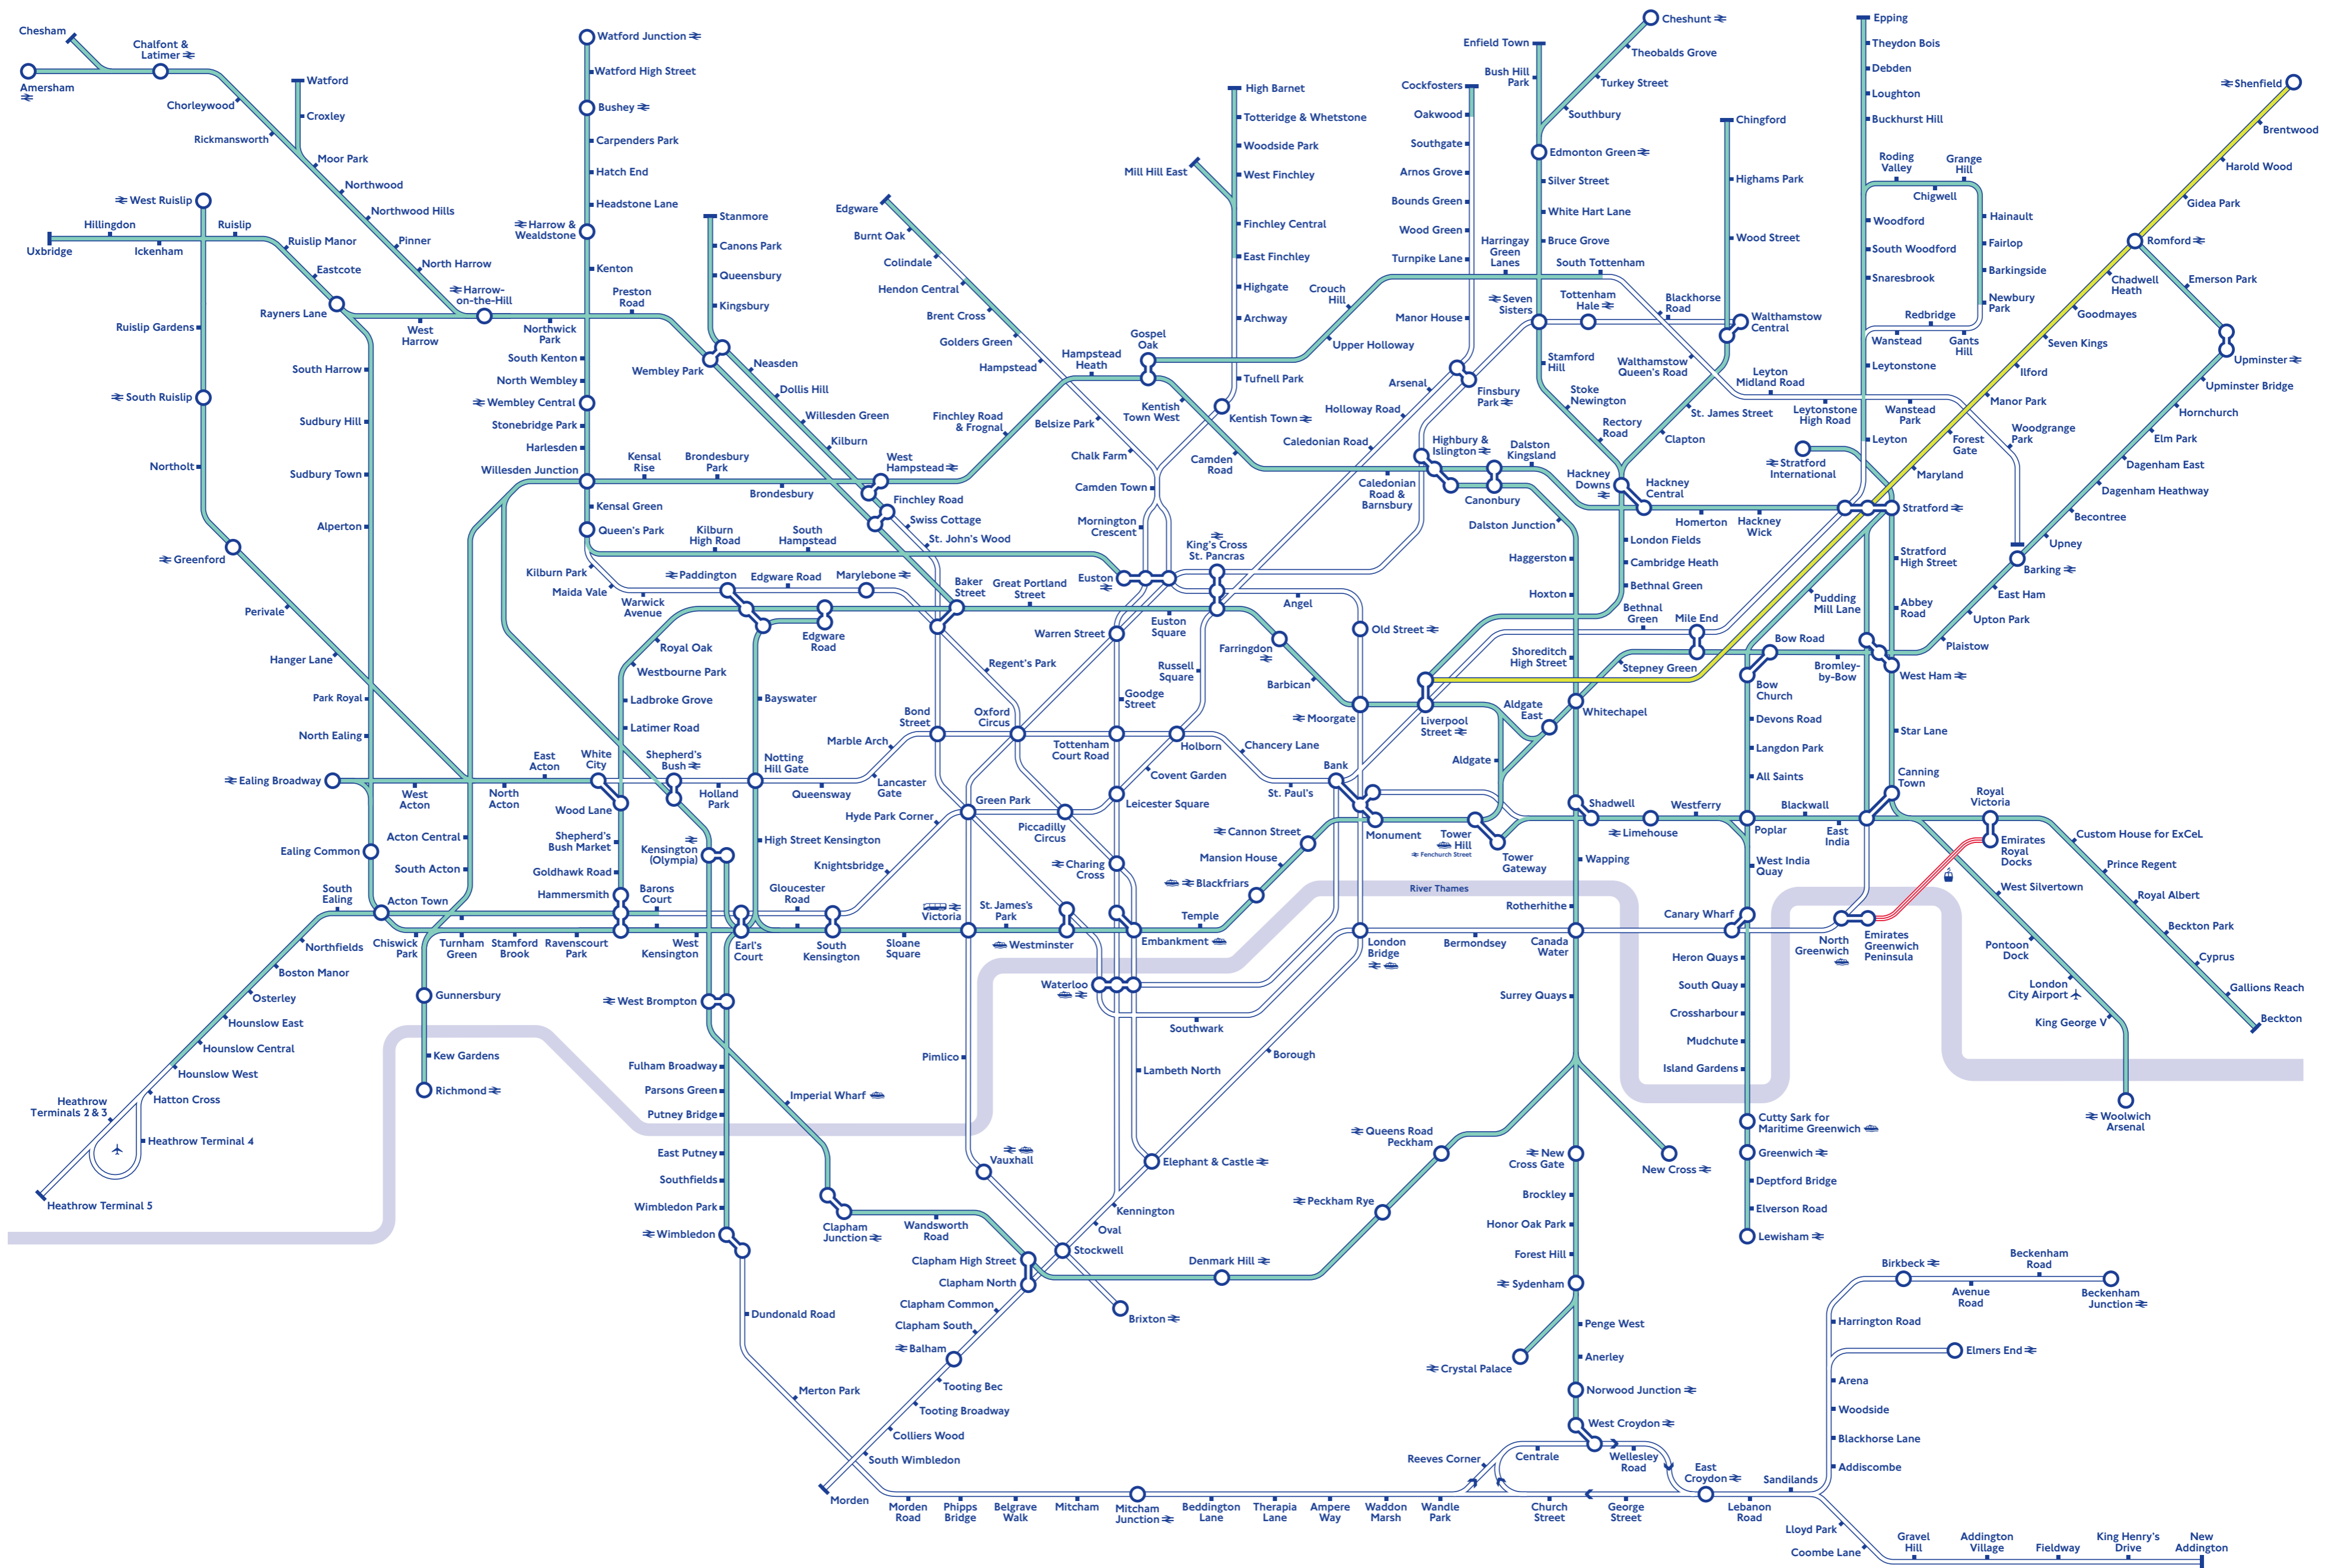 Chesham
Chalfont &
Latimer
Amersham
Chorleywood
Rickmansworth
Watford
Croxley
Moor Park
Northwood
Northwood Hills
Pinner
North Harrow
Harrow-
on-the-Hill
West Ruislip
Hillingdon
Ruislip
Uxbridge
Ickenham
Ruislip Manor
Eastcote
Rayners Lane
West
Harrow
Northwick
Park
Preston
Road
Ruislip Gardens
South Ruislip
Northolt
Greenford
Perivale
Hanger Lane
South Harrow
Sudbury Hill
Sudbury Town
Alperton
Park Royal
North Ealing
Ealing Broadway
Ealing Common
West
Acton
North
Acton
East
Acton
White
City
Wood Lane
Acton Central
South Acton
South
Ealing
Acton Town
Northfields
Boston Manor
Osterley
Hounslow East
Hounslow Central
Hounslow West
Hatton Cross
Heathrow
Terminals 2 & 3
Heathrow Terminal 4
Heathrow Terminal 5
Chiswick
Park
Turnham
Green
Stamford
Brook
Ravenscourt
Park
Gunnersbury
Kew Gardens
Richmond
Watford Junction
Watford High Street
Bushey
Carpenders Park
Hatch End
Headstone Lane
Harrow &
Wealdstone
Kenton
South Kenton
North Wembley
Wembley Central
Stonebridge Park
Harlesden
Willesden Junction
Kensal Green
Queen's Park
Kilburn Park
Maida Vale
Warwick
Avenue
Kensal
Rise
Brondesbury
Park
Brondesbury
Kilburn
High Road
South
Hampstead
Stanmore
Canons Park
Queensbury
Kingsbury
Wembley Park
Neasden
Dollis Hill
Willesden Green
Kilburn
West
Hampstead
Finchley Road
Swiss Cottage
St. John's Wood
Finchley Road
& Frognal
Hampstead
Heath
Gospel
Oak
Edgware
Burnt Oak
Colindale
Hendon Central
Brent Cross
Golders Green
Hampstead
Belsize Park
Chalk Farm
Camden Town
Mornington
Crescent
Euston
Mill Hill East
High Barnet
Totteridge & Whetstone
Woodside Park
West Finchley
Finchley Central
East Finchley
Highgate
Archway
Tufnell Park
Kentish Town
Kentish
Town West
Camden
Road
Paddington
Edgware Road
Marylebone
Baker
Street
Great Portland
Street
Euston
Square
King's Cross
St. Pancras
Edgware
Road
Royal Oak
Westbourne Park
Ladbroke Grove
Latimer Road
Shepherd's
Bush
Shepherd's
Bush Market
Goldhawk Road
Hammersmith
Kensington
(Olympia)
Barons
Court
West
Kensington
Earl's
Court
Gloucester
Road
South
Kensington
Sloane
Square
Victoria
St. James's
Park
Westminster
Bayswater
Notting
Hill Gate
Holland
Park
Queensway
Lancaster
Gate
Marble Arch
Bond
Street
Oxford
Circus
Regent's Park
Warren Street
Goodge
Street
Russell
Square
Tottenham
Court Road
Holborn
Chancery Lane
St. Paul's
Bank
Covent Garden
Leicester Square
Green Park
Piccadilly
Circus
Hyde Park Corner
Knightsbridge
High Street Kensington
Charing
Cross
Embankment
Temple
Blackfriars
Mansion House
Cannon Street
Monument
Tower
Hill
Fenchurch Street
Tower
Gateway
Waterloo
Southwark
Lambeth North
Borough
Elephant & Castle
Kennington
Oval
Stockwell
Brixton
Vauxhall
Pimlico
London
Bridge
Bermondsey
Canada
Water
River Thames
West Brompton
Fulham Broadway
Parsons Green
Putney Bridge
East Putney
Southfields
Wimbledon Park
Wimbledon
Imperial Wharf
Clapham
Junction
Wandsworth
Road
Clapham High Street
Clapham North
Clapham Common
Clapham South
Balham
Tooting Bec
Tooting Broadway
Colliers Wood
South Wimbledon
Morden
Denmark Hill
Peckham Rye
Queens Road
Peckham
Cockfosters
Oakwood
Southgate
Arnos Grove
Bounds Green
Wood Green
Turnpike Lane
Manor House
Finsbury
Park
Arsenal
Holloway Road
Caledonian Road
Crouch
Hill
Upper Holloway
Harringay
Green
Lanes
South Tottenham
Seven
Sisters
Tottenham
Hale
Blackhorse
Road
Walthamstow
Central
Walthamstow
Queen's Road
Enfield Town
Bush Hill
Park
Cheshunt
Theobalds Grove
Turkey Street
Southbury
Edmonton Green
Silver Street
White Hart Lane
Bruce Grove
Stamford
Hill
Stoke
Newington
Rectory
Road
Clapton
St. James Street
Chingford
Highams Park
Wood Street
Highbury &
Islington
Caledonian
Road &
Barnsbury
Canonbury
Dalston
Kingsland
Dalston Junction
Haggerston
Hoxton
Shoreditch
High Street
Hackney
Downs
Hackney
Central
Homerton
Hackney
Wick
London Fields
Cambridge Heath
Bethnal Green
Bethnal
Green
Mile End
Stepney Green
Whitechapel
Angel
Old Street
Farringdon
Barbican
Moorgate
Liverpool
Street
Aldgate
East
Aldgate
Shadwell
Wapping
Rotherhithe
Surrey Quays
New
Cross Gate
New Cross
Brockley
Honor Oak Park
Forest Hill
Sydenham
Crystal Palace
Penge West
Anerley
Norwood Junction
West Croydon
Epping
Theydon Bois
Debden
Loughton
Buckhurst Hill
Roding
Valley
Chigwell
Grange
Hill
Hainault
Fairlop
Barkingside
Newbury
Park
Woodford
South Woodford
Snaresbrook
Redbridge
Wanstead
Gants
Hill
Leytonstone
Leyton
Midland Road
Leytonstone
High Road
Wanstead
Park
Woodgrange
Park
Leyton
Stratford
International
Stratford
Maryland
Forest
Gate
Manor Park
Ilford
Seven Kings
Goodmayes
Chadwell
Heath
Romford
Gidea Park
Harold Wood
Brentwood
Shenfield
Emerson Park
Upminster
Upminster Bridge
Hornchurch
Elm Park
Dagenham East
Dagenham Heathway
Becontree
Upney
Barking
East Ham
Upton Park
Plaistow
West Ham
Bromley-
by-Bow
Bow Road
Bow
Church
Pudding
Mill Lane
Stratford
High Street
Abbey
Road
Star Lane
Canning
Town
Devons Road
Langdon Park
All Saints
Poplar
Limehouse
Westferry
Blackwall
East
India
Royal
Victoria
Emirates
Royal
Docks
Custom House for ExCeL
Prince Regent
Royal Albert
Beckton Park
Cyprus
Gallions Reach
Beckton
West Silvertown
Pontoon
Dock
London
City Airport
King George V
Woolwich
Arsenal
West India
Quay
Canary Wharf
North
Greenwich
Emirates
Greenwich
Peninsula
Heron Quays
South Quay
Crossharbour
Mudchute
Island Gardens
Cutty Sark for
Maritime Greenwich
Greenwich
Deptford Bridge
Elverson Road
Lewisham
Dundonald Road
Merton Park
Morden
Road
Phipps
Bridge
Belgrave
Walk
Mitcham
Mitcham
Junction
Beddington
Lane
Therapia
Lane
Ampere
Way
Waddon
Marsh
Wandle
Park
Reeves Corner
Centrale
Wellesley
Road
Church
Street
George
Street
East
Croydon
Lebanon
Road
Sandilands
Lloyd Park
Coombe Lane
Gravel
Hill
Addington
Village
Fieldway
King Henry's
Drive
New
Addington
Addiscombe
Blackhorse Lane
Woodside
Arena
Elmers End
Harrington Road
Birkbeck
Avenue
Road
Beckenham
Road
Beckenham
Junction